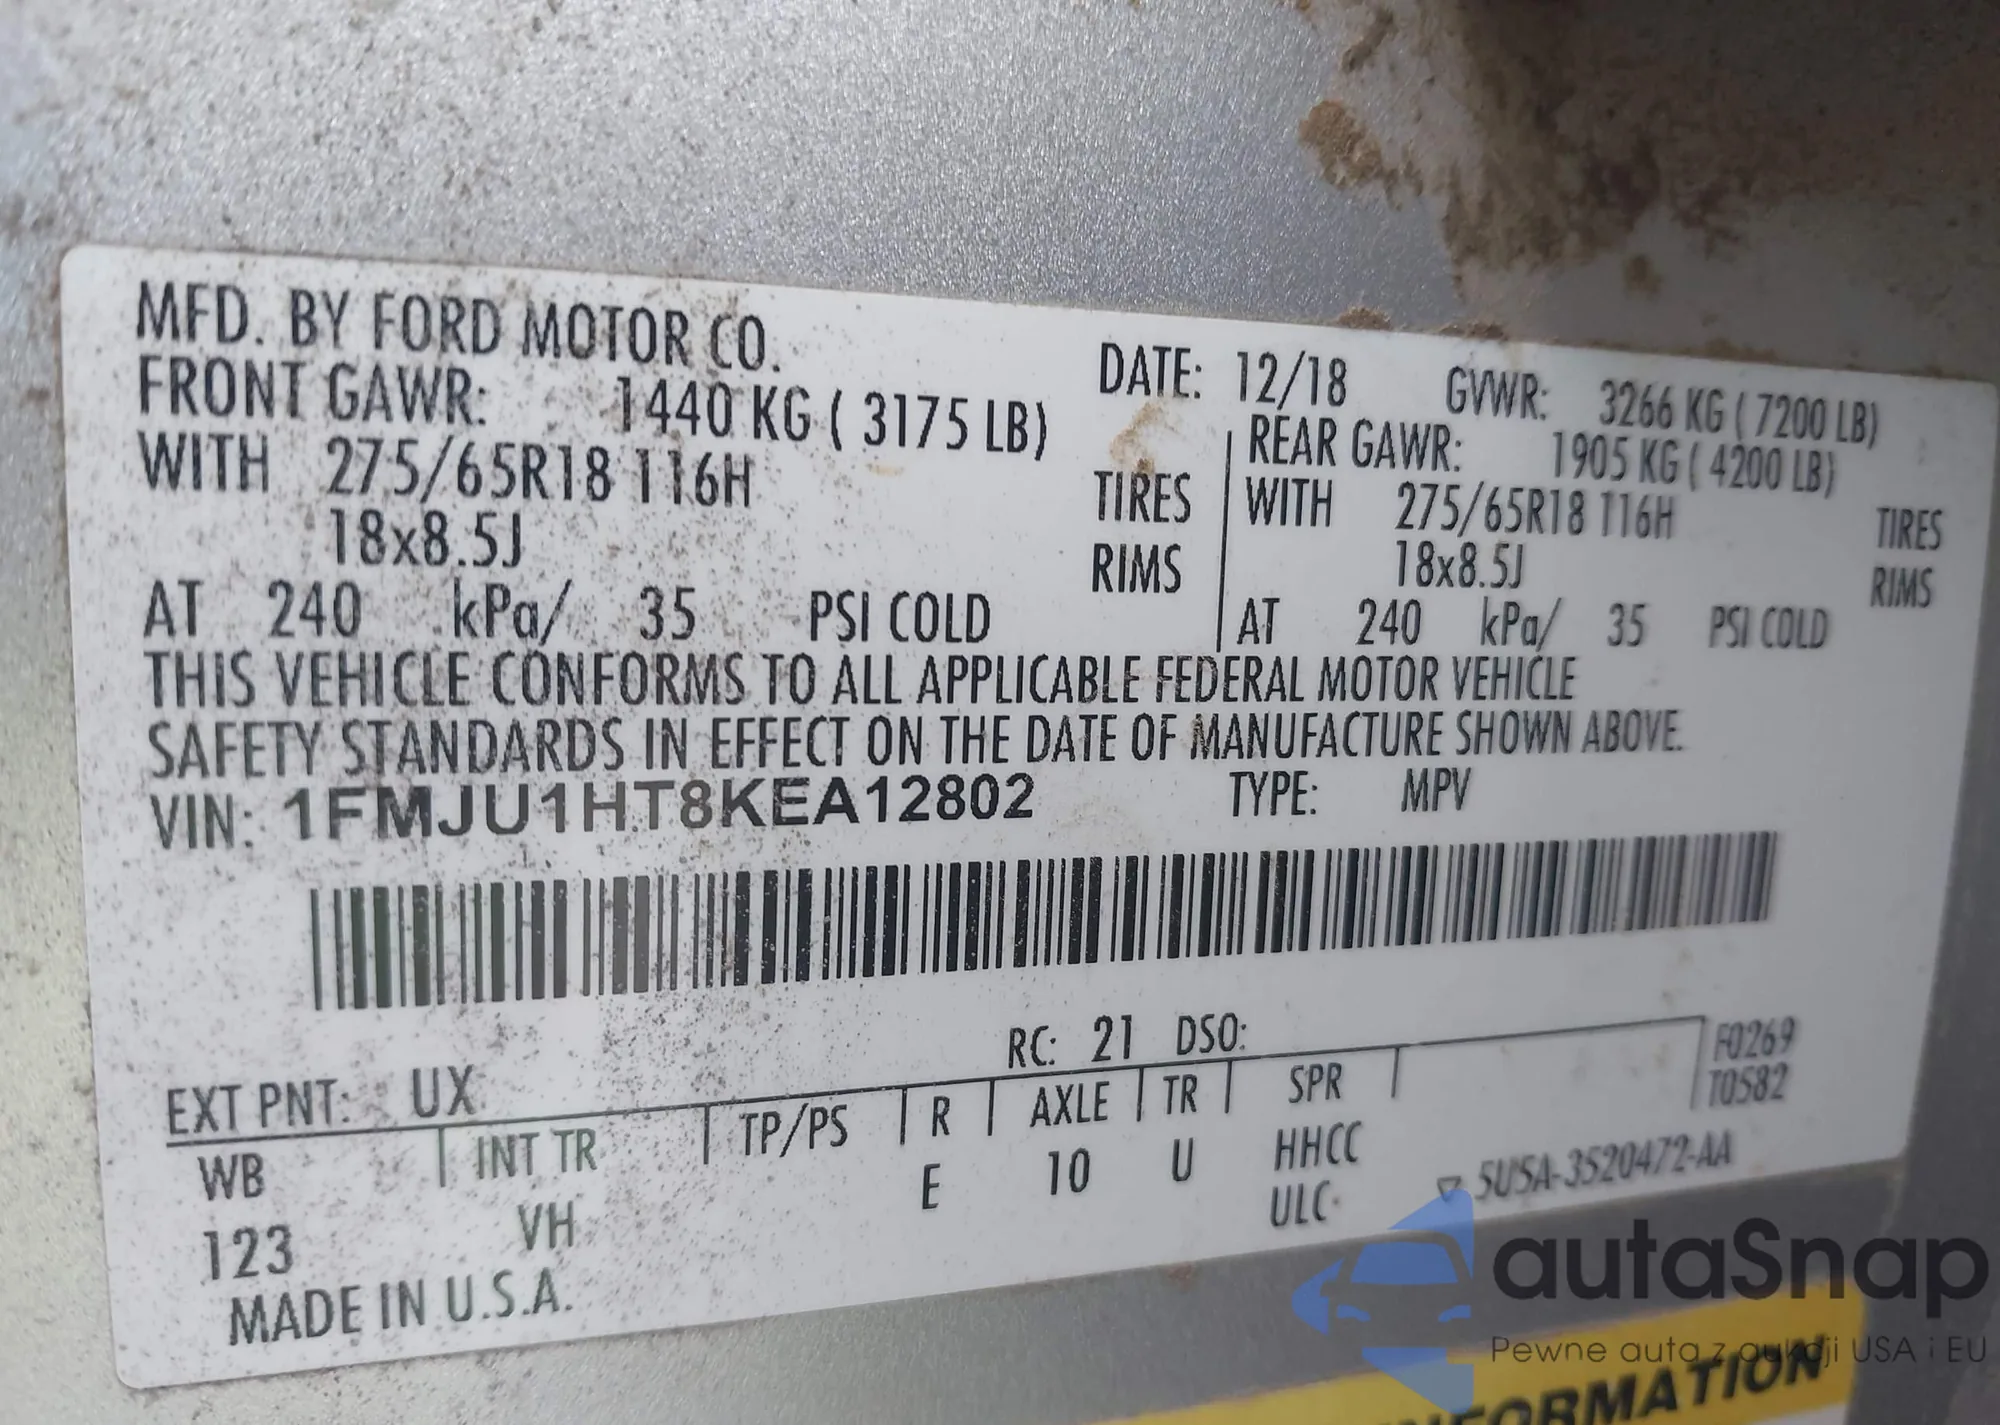 MFD. BY FORD MOTOR CO.
DATE: 12/18 GVWR: 3266 KG ( 7200 LB)
FRONT GAWR: 1440 KG ( 3175 LB)
WITH 275/65R18 116H TIRES
18x8.5J RIMS
AT 240 kPa/ 35 PSI COLD
REAR GAWR: 1905 KG ( 4200 LB)
WITH 275/65R18 116H TIRES
18x8.5J RIMS
AT 240 kPa/ 35 PSI COLD
THIS VEHICLE CONFORMS TO ALL APPLICABLE FEDERAL MOTOR VEHICLE
SAFETY STANDARDS IN EFFECT ON THE DATE OF MANUFACTURE SHOWN ABOVE.
VIN: 1FMJU1HT8KEA12802 TYPE: MPV
EXT PNT: UX RC: 21 DSO: F0269
WB INT TR TP/PS R AXLE TR SPR T0582
123 VH E 10 U HHCC
ULC
5U5A-3520472-AA
MADE IN U.S.A.
autaSnap
Pewne auta z aukcji USA i EU
INFORMATION